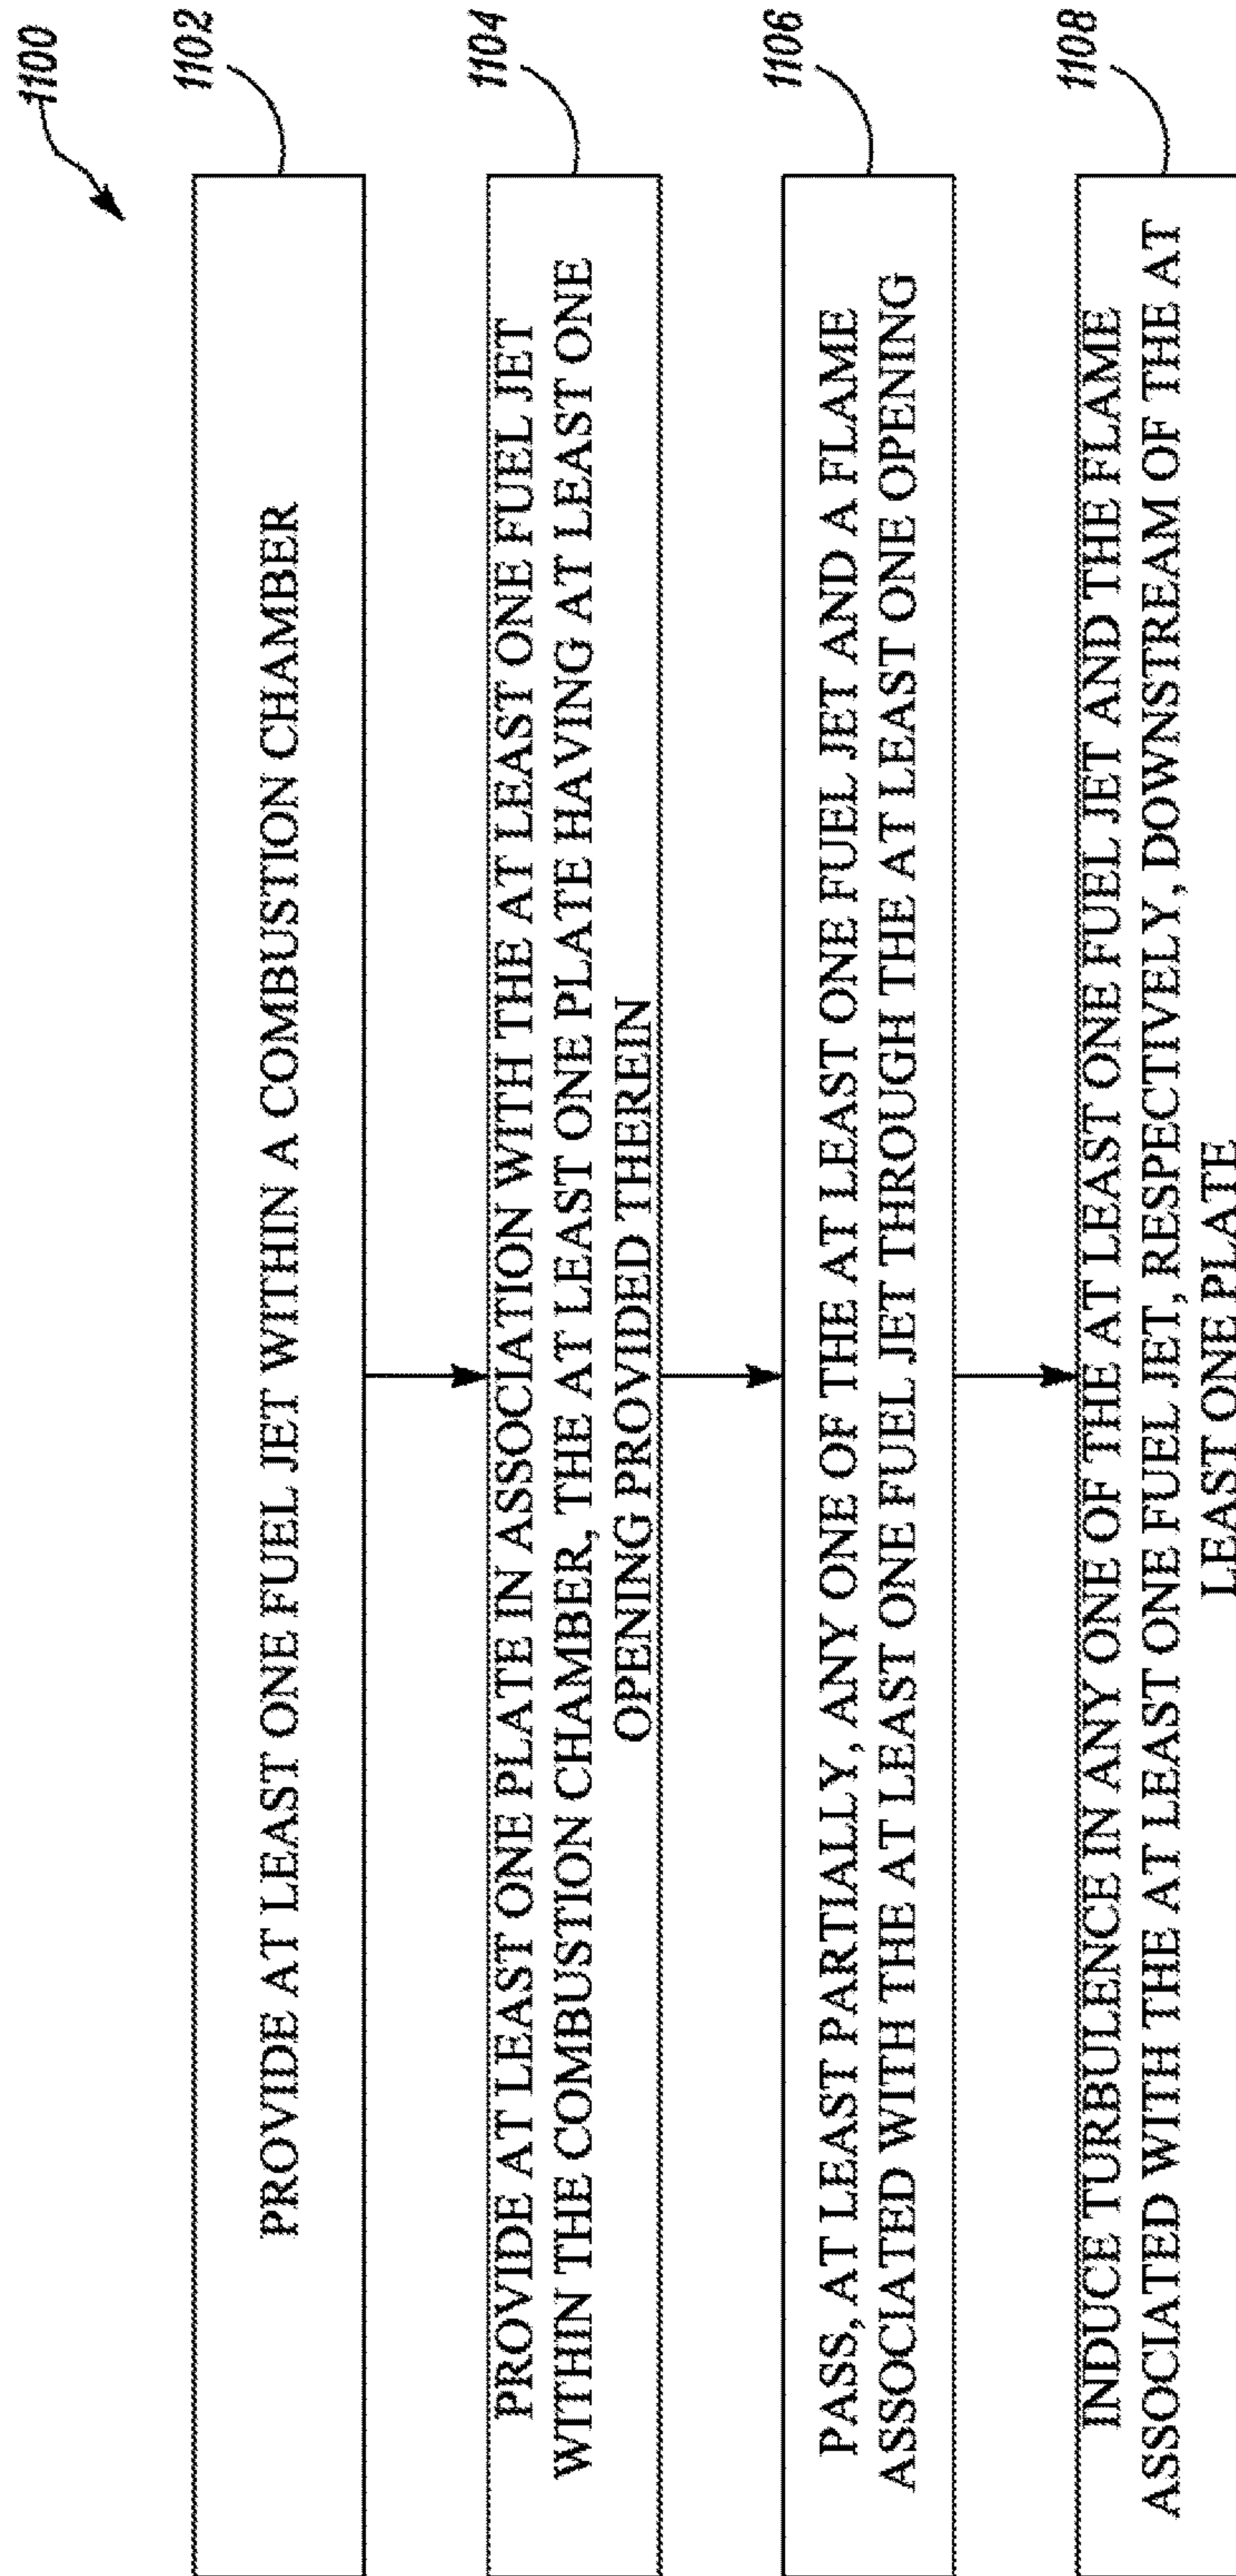 1100
1102
PROVIDE AT LEAST ONE FUEL JET WITHIN A COMBUSTION CHAMBER
1104
PROVIDE AT LEAST ONE PLATE IN ASSOCIATION WITH THE AT LEAST ONE FUEL JET
WITHIN THE COMBUSTION CHAMBER, THE AT LEAST ONE PLATE HAVING AT LEAST ONE
OPENING PROVIDED THEREIN
1106
PASS, AT LEAST PARTIALLY, ANY ONE OF THE AT LEAST ONE FUEL JET AND A FLAME
ASSOCIATED WITH THE AT LEAST ONE FUEL JET THROUGH THE AT LEAST ONE OPENING
1108
INDUCE TURBULENCE IN ANY ONE OF THE AT LEAST ONE FUEL JET AND THE FLAME
ASSOCIATED WITH THE AT LEAST ONE FUEL JET, RESPECTIVELY, DOWNSTREAM OF THE AT
LEAST ONE PLATE